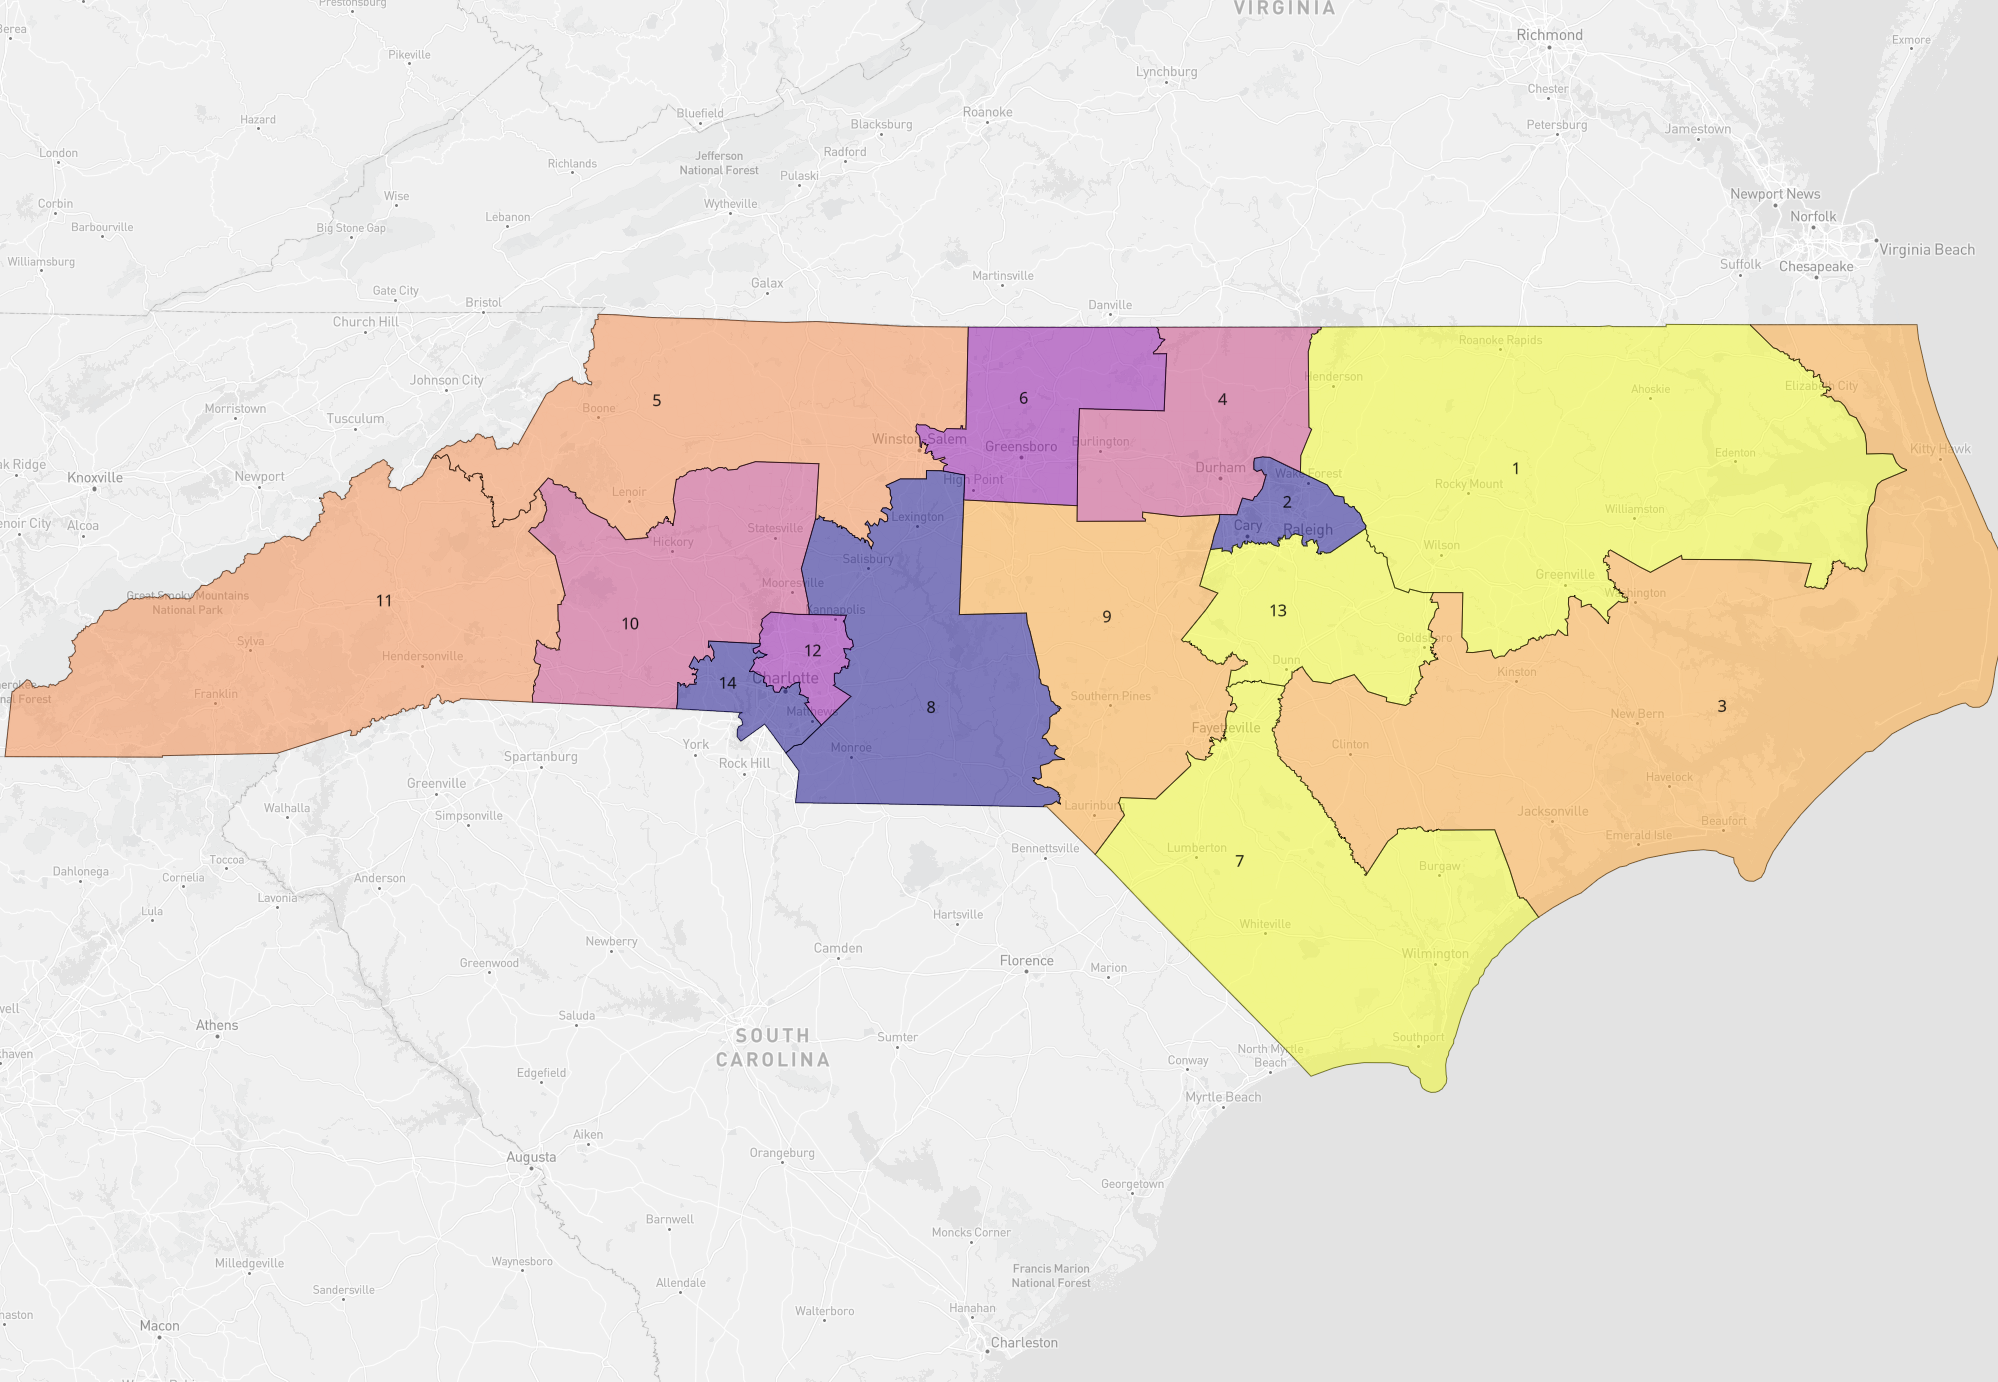 Prestonsburg
VIRGINIA
Berea
Richmond
Exmore
Pikeville
Lynchburg
Chester
Bluefield
Roanoke
Hazard
Blacksburg
Petersburg
Jamestown
London
Jefferson
National Forest
Radford
Richlands
Pulaski
Wise
Newport News
Corbin
Wytheville
Norfolk
Lebanon
Barbourville
Big Stone Gap
Virginia Beach
Williamsburg
Suffolk
Chesapeake
Martinsville
Galax
Gate City
Bristol
Danville
Church Hill
Roanoke Rapids
Johnson City
Henderson
Elizabeth City
Ahoskie
5
6
4
Boone
Morristown
Tusculum
Winston-Salem
Greensboro
Burlington
Kitty Hawk
Edenton
Oak Ridge
Knoxville
Newport
High Point
Durham
Wake Forest
1
Rocky Mount
Lenoir
2
Williamston
Lenoir City
Alcoa
Statesville
Lexington
Cary
Raleigh
Hickory
Wilson
Salisbury
Greenville
Mooresville
Great Smoky Mountains
National Park
11
Washington
Kannapolis
13
9
10
Sylva
Goldsboro
12
Hendersonville
Dunn
Kinston
Charlotte
14
Cherokee
National Forest
Franklin
Southern Pines
8
3
Matthews
New Bern
Fayetteville
York
Monroe
Clinton
Spartanburg
Rock Hill
Greenville
Havelock
Walhalla
Laurinburg
Jacksonville
Simpsonville
Beaufort
Emerald Isle
Bennettsville
Lumberton
Toccoa
7
Burgaw
Dahlonega
Cornelia
Anderson
Lavonia
Lula
Hartsville
Whiteville
Newberry
Camden
Wilmington
Greenwood
Florence
Marion
Saluda
Athens
SOUTH
CAROLINA
Sumter
Southport
North Myrtle
Beach
Conway
Edgefield
Myrtle Beach
Aiken
Augusta
Orangeburg
Georgetown
Barnwell
Moncks Corner
Milledgeville
Waynesboro
Francis Marion
National Forest
Allendale
Sandersville
Hanahan
Walterboro
Macon
Charleston